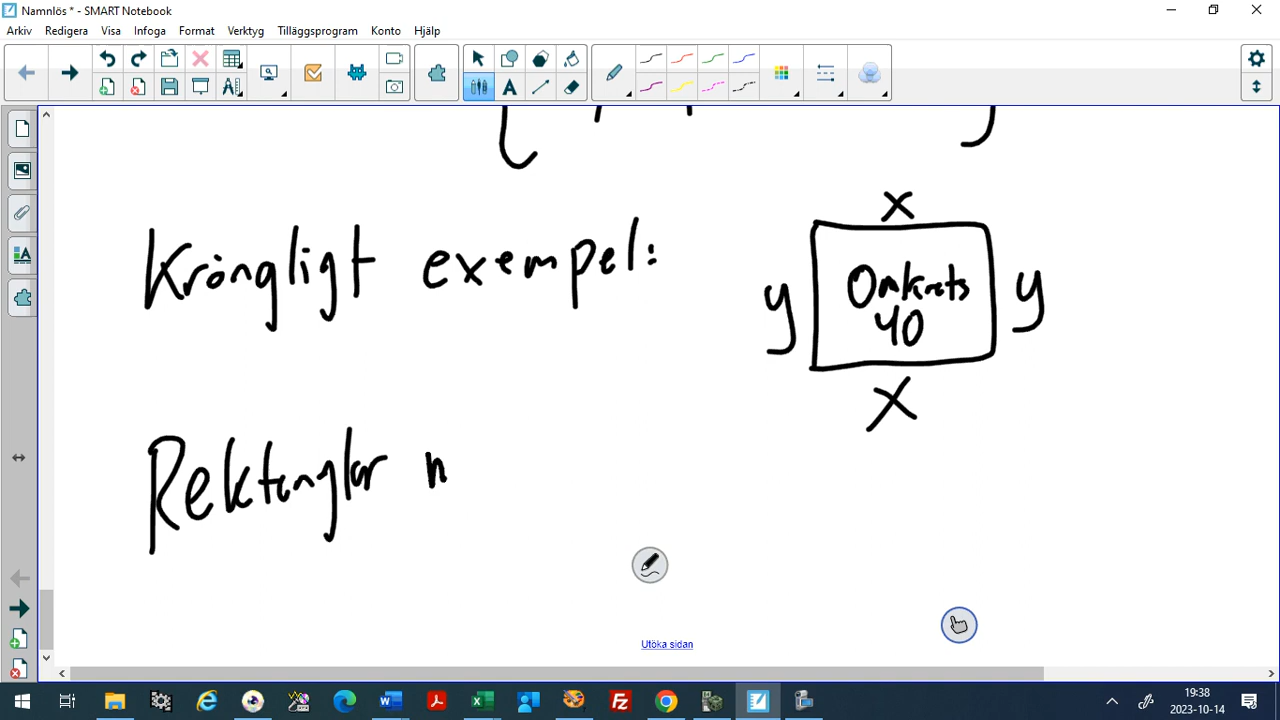 Namnlös * - SMART Notebook
Arkiv Redigera Visa Infoga Format Verktyg Tilläggsprogram Konto Hjälp
Krångligt exempel:
x
y Omkrets y
40
x
Rektanglar m
Utöka sidan
19:38
2023-10-14